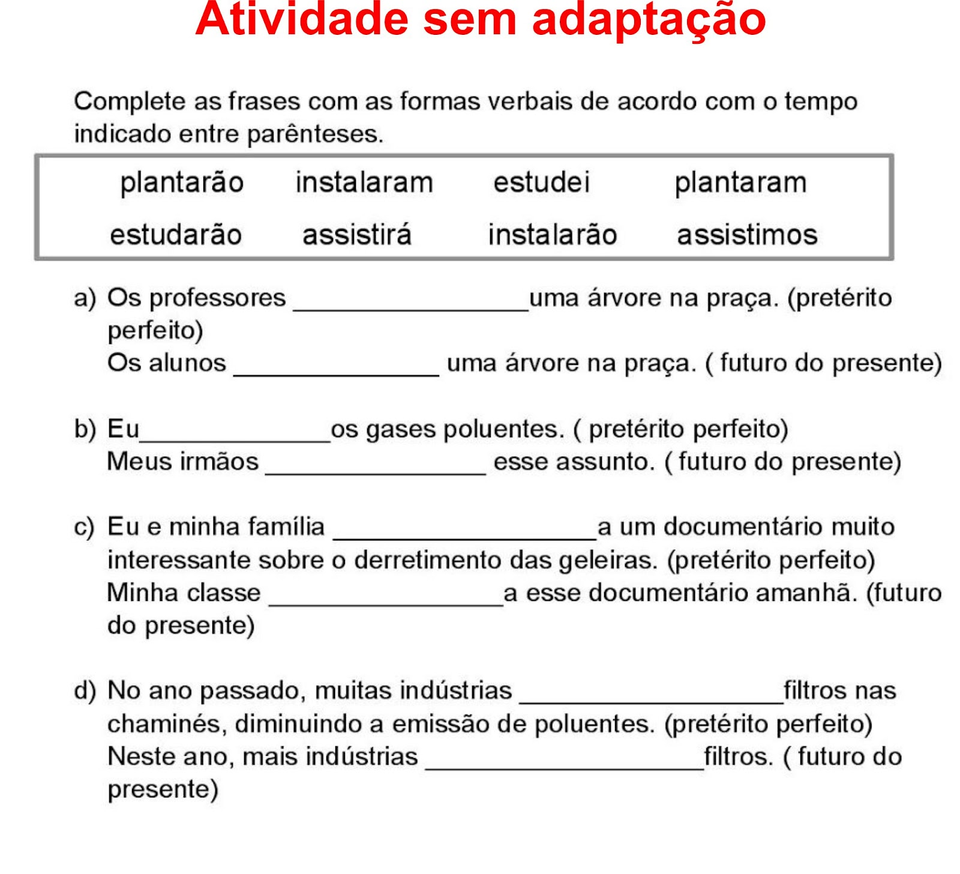 Atividade sem adaptação
Complete as frases com as formas verbais de acordo com o tempo
indicado entre parênteses.
plantarão instalaram estudei plantaram
estudarão assistirá instalarão assistimos
a) Os professores ________________uma árvore na praça. (pretérito
perfeito)
Os alunos ______________ uma árvore na praça. ( futuro do presente)
b) Eu_____________os gases poluentes. ( pretérito perfeito)
Meus irmãos _______________ esse assunto. ( futuro do presente)
c) Eu e minha família __________________a um documentário muito
interessante sobre o derretimento das geleiras. (pretérito perfeito)
Minha classe ________________a esse documentário amanhã. (futuro
do presente)
d) No ano passado, muitas indústrias __________________filtros nas
chaminés, diminuindo a emissão de poluentes. (pretérito perfeito)
Neste ano, mais indústrias ___________________filtros. ( futuro do
presente)